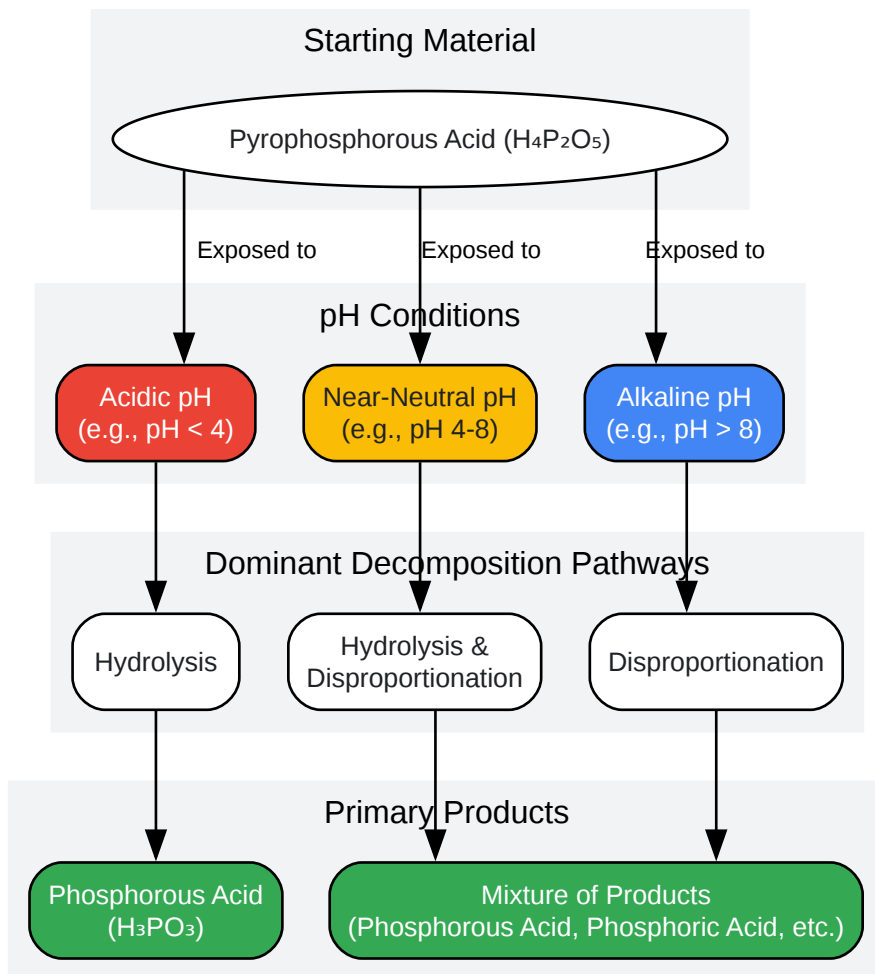 Starting Material
Pyrophosphorous Acid (H₄P₂O₅)
Exposed to
Exposed to
Exposed to
pH Conditions
Acidic pH
(e.g., pH < 4)
Near-Neutral pH
(e.g., pH 4-8)
Alkaline pH
(e.g., pH > 8)
Dominant Decomposition Pathways
Hydrolysis
Hydrolysis &
Disproportionation
Disproportionation
Primary Products
Phosphorous Acid
(H₃PO₃)
Mixture of Products
(Phosphorous Acid, Phosphoric Acid, etc.)